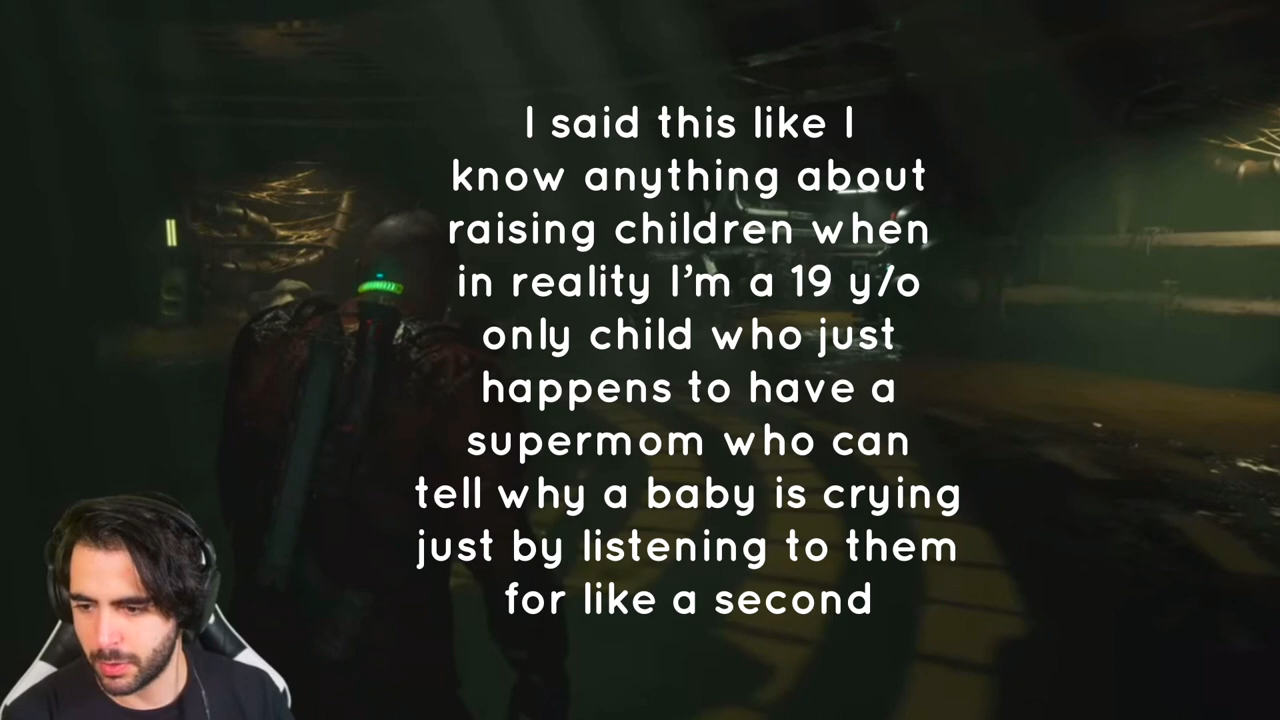 I said this like I
know anything about
raising children when
in reality I’m a 19 y/o
only child who just
happens to have a
supermom who can
tell why a baby is crying
just by listening to them
for like a second